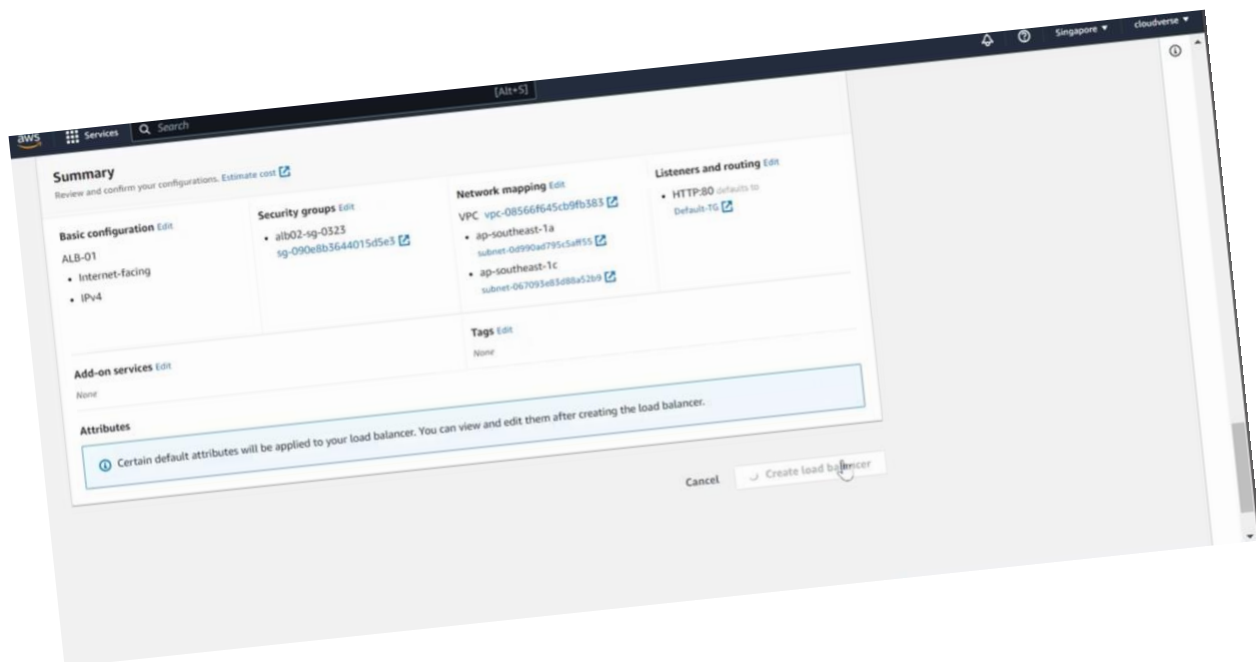 Singapore ▼
cloudverse ▼
aws
Services
Search
[Alt+S]
Summary
Review and confirm your configurations. Estimate cost
Basic configuration Edit
ALB-01
• Internet-facing
• IPv4
Security groups Edit
• alb02-sg-0323
sg-090e8b3644015d5e3
Network mapping Edit
VPC vpc-08566f645cb9fb383
• ap-southeast-1a
subnet-0d990ad795c5aff55
• ap-southeast-1c
subnet-067093e83d88a52b9
Listeners and routing Edit
• HTTP:80 defaults to
Default-TG
Add-on services Edit
None
Tags Edit
None
Attributes
Certain default attributes will be applied to your load balancer. You can view and edit them after creating the load balancer.
Cancel
Create load balancer